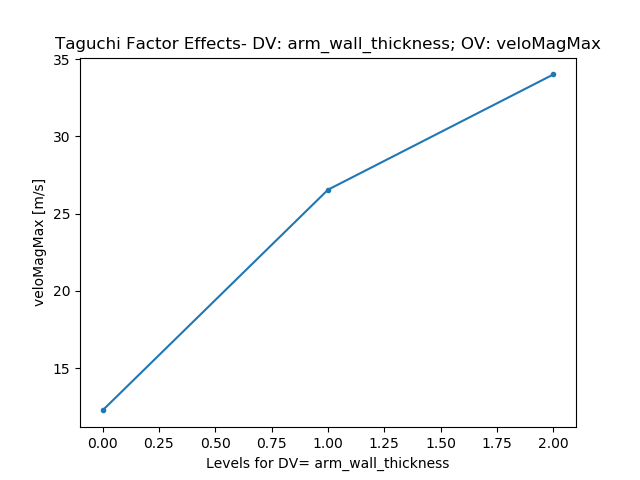 Taguchi Factor Effects- DV: arm_wall_thickness; OV: veloMagMax
35
30
25
20
15
veloMagMax [m/s]
0.00 0.25 0.50 0.75 1.00 1.25 1.50 1.75 2.00
Levels for DV= arm_wall_thickness